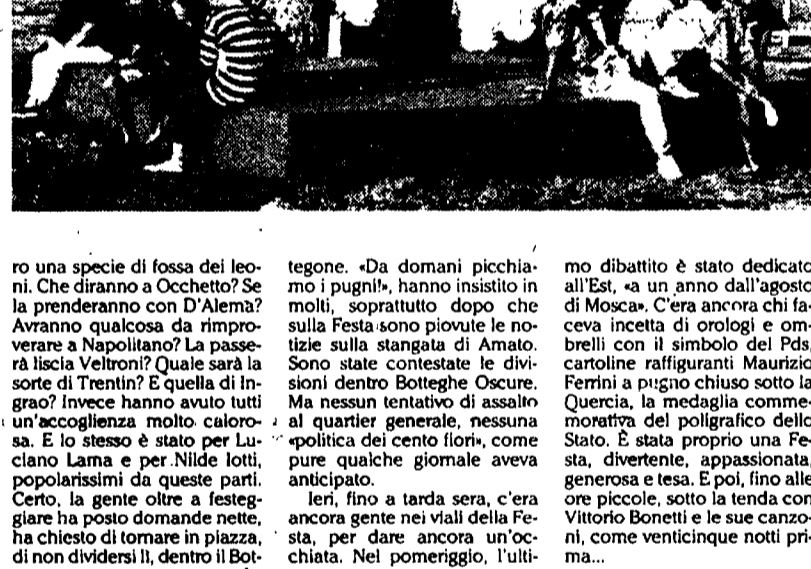 ro una specie di fossa dei leo-
ni. Che diranno a Occhetto? Se
la prenderanno con D'Alema?
Avranno qualcosa da rimpro-
verare a Napolitano? La passe-
rà liscia Veltroni? Quale sarà la
sorte di Trentin? E quella di In-
grao? Invece hanno avuto tutti
un'accoglienza molto caloro-
sa. E lo stesso è stato per Lu-
ciano Lama e per Nilde Iotti,
popolarissimi da queste parti.
Certo, la gente oltre a festeg-
giare ha posto domande nette,
ha chiesto di tornare in piazza,
di non dividersi lì, dentro il Bot-
tegone. «Da domani picchia-
mo i pugni!», hanno insistito in
molti, soprattutto dopo che
sulla Festa sono piovute le no-
tizie sulla stangata di Amato.
Sono state contestate le divi-
sioni dentro Botteghe Oscure.
Ma nessun tentativo di assalto
al quartier generale, nessuna
«politica dei cento fiori», come
pure qualche giornale aveva
anticipato.
Ieri, fino a tarda sera, c'era
ancora gente nei viali della Fe-
sta, per dare ancora un'oc-
chiata. Nel pomeriggio, l'ulti-
mo dibattito è stato dedicato
all'Est, «a un anno dall'agosto
di Mosca». C'era ancora chi fa-
ceva incetta di orologi e om-
brelli con il simbolo del Pds,
cartoline raffiguranti Maurizio
Ferrini a pugno chiuso sotto la
Quercia, la medaglia comme-
morativa del poligrafico dello
Stato. È stata proprio una Fe-
sta, divertente, appassionata,
generosa e tesa. E poi, fino alle
ore piccole, sotto la tenda con
Vittorio Bonetti e le sue canzo-
ni, come venticinque notti pri-
ma...